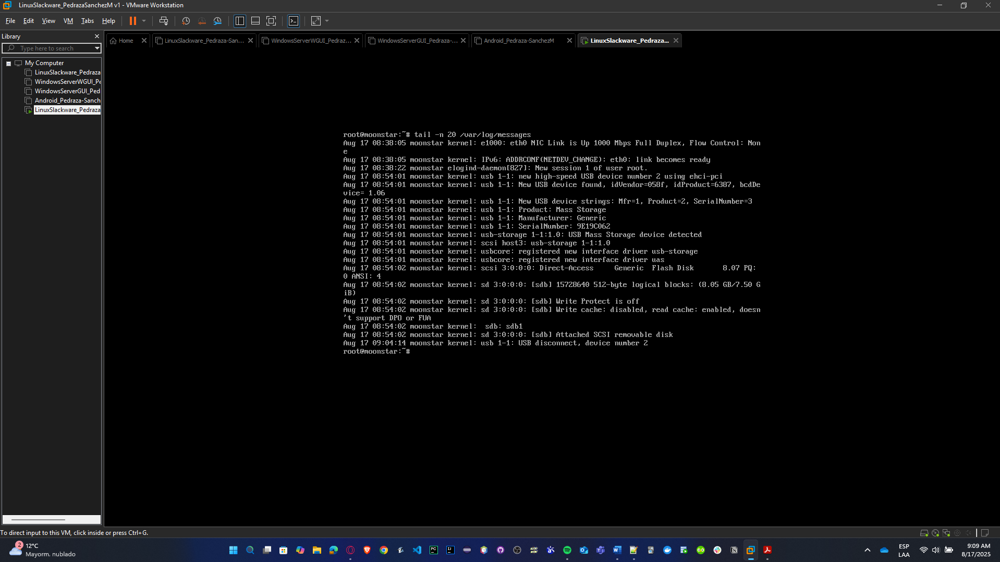 LinuxSlackware_PedrazaSanchezM v1 - VMware Workstation
File Edit View VM Tabs Help
Library
Type here to search
My Computer
LinuxSlackware_Pedraza
WindowsServerWGUI_Pe
WindowsServerGUI_Ped
Android_Pedraza-Sanch
LinuxSlackware_Pedraza
Home
LinuxSlackware_Pedraza-San...
WindowsServerWGUI_Pedraz...
WindowsServerGUI_Pedraza-...
Android_Pedraza-SanchezM
LinuxSlackware_Pedraza...
root@moonstar:~# tail -n 20 /var/log/messages
Aug 17 08:38:05 moonstar kernel: e1000: eth0 NIC Link is Up 1000 Mbps Full Duplex, Flow Control: Non
e
Aug 17 08:38:05 moonstar kernel: IPv6: ADDRCONF(NETDEV_CHANGE): eth0: link becomes ready
Aug 17 08:38:22 moonstar elogind-daemon[827]: New session 1 of user root.
Aug 17 08:54:01 moonstar kernel: usb 1-1: new high-speed USB device number 2 using ehci-pci
Aug 17 08:54:01 moonstar kernel: usb 1-1: New USB device found, idVendor=058f, idProduct=6387, bcdDe
vice= 1.06
Aug 17 08:54:01 moonstar kernel: usb 1-1: New USB device strings: Mfr=1, Product=2, SerialNumber=3
Aug 17 08:54:01 moonstar kernel: usb 1-1: Product: Mass Storage
Aug 17 08:54:01 moonstar kernel: usb 1-1: Manufacturer: Generic
Aug 17 08:54:01 moonstar kernel: usb 1-1: SerialNumber: 9E19C062
Aug 17 08:54:01 moonstar kernel: usb-storage 1-1:1.0: USB Mass Storage device detected
Aug 17 08:54:01 moonstar kernel: scsi host3: usb-storage 1-1:1.0
Aug 17 08:54:01 moonstar kernel: usbcore: registered new interface driver usb-storage
Aug 17 08:54:01 moonstar kernel: usbcore: registered new interface driver uas
Aug 17 08:54:02 moonstar kernel: scsi 3:0:0:0: Direct-Access     Generic  Flash Disk       8.07 PQ:
0 ANSI: 4
Aug 17 08:54:02 moonstar kernel: sd 3:0:0:0: [sdb] 15728640 512-byte logical blocks: (8.05 GB/7.50 G
iB)
Aug 17 08:54:02 moonstar kernel: sd 3:0:0:0: [sdb] Write Protect is off
Aug 17 08:54:02 moonstar kernel: sd 3:0:0:0: [sdb] Write cache: disabled, read cache: enabled, doesn
't support DPO or FUA
Aug 17 08:54:02 moonstar kernel:  sdb: sdb1
Aug 17 08:54:02 moonstar kernel: sd 3:0:0:0: [sdb] Attached SCSI removable disk
Aug 17 09:04:14 moonstar kernel: usb 1-1: USB disconnect, device number 2
root@moonstar:~#
To direct input to this VM, click inside or press Ctrl+G.
2
12°C
Mayorm. nublado
PC
IJ
ESP
LAA
9:09 AM
8/17/2025